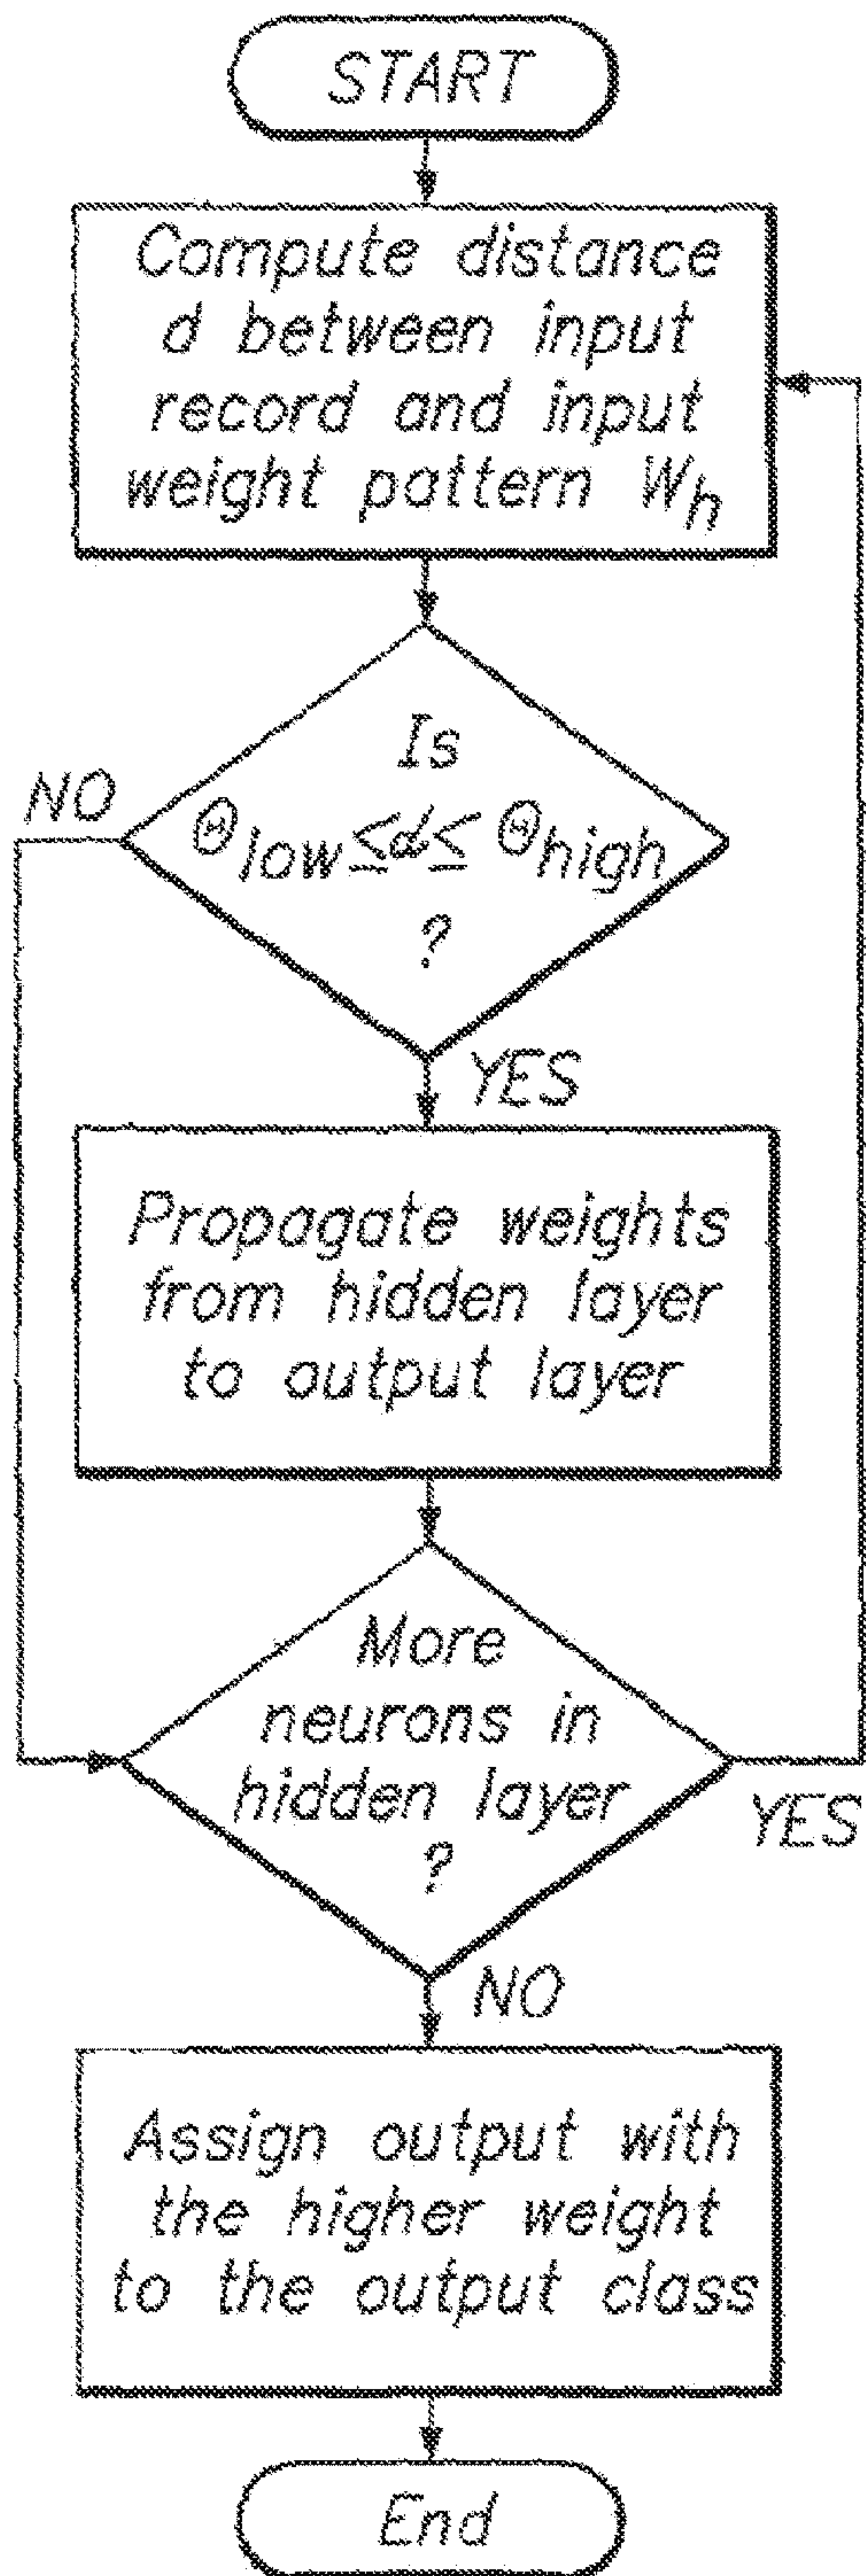 START
Compute distance
d between input
record and input
weight pattern Wh
Is
NO
Θlow ≤d≤ Θhigh
?
YES
Propagate weights
from hidden layer
to output layer
More
neurons in
hidden layer
?
YES
NO
Assign output with
the higher weight
to the output class
End